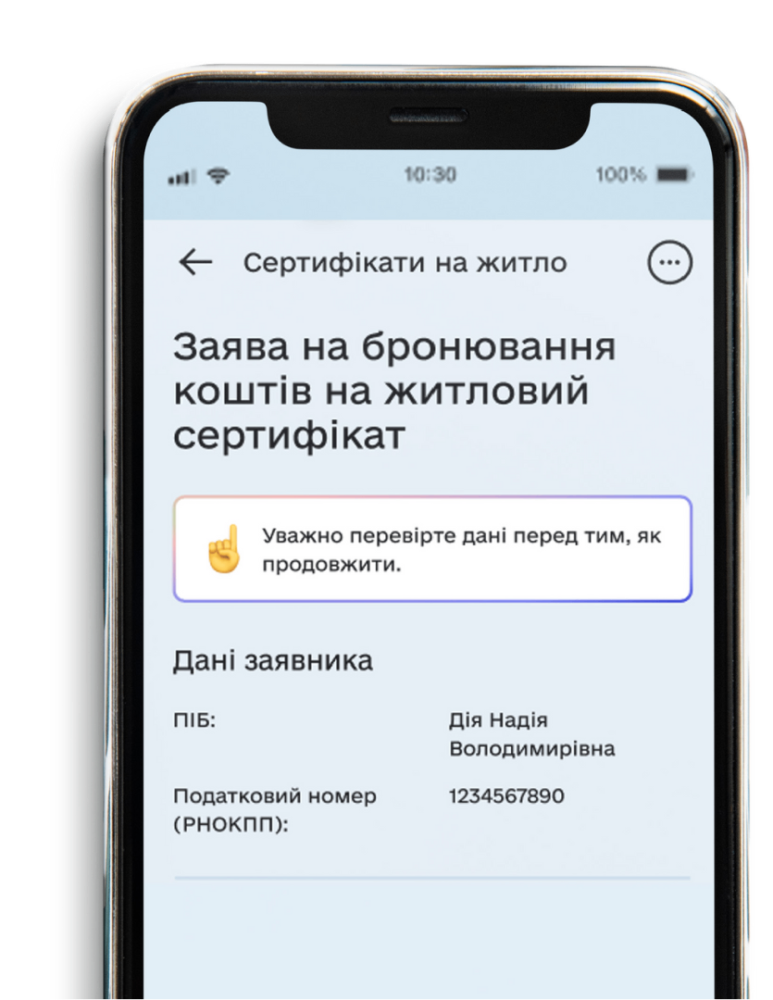 10:30
100%
Сертифікати на житло
Заява на бронювання
коштів на житловий
сертифікат
Уважно перевірте дані перед тим, як
продовжити.
Дані заявника
ПІБ:
Дія Надія
Володимирівна
Податковий номер
(РНОКПП):
1234567890